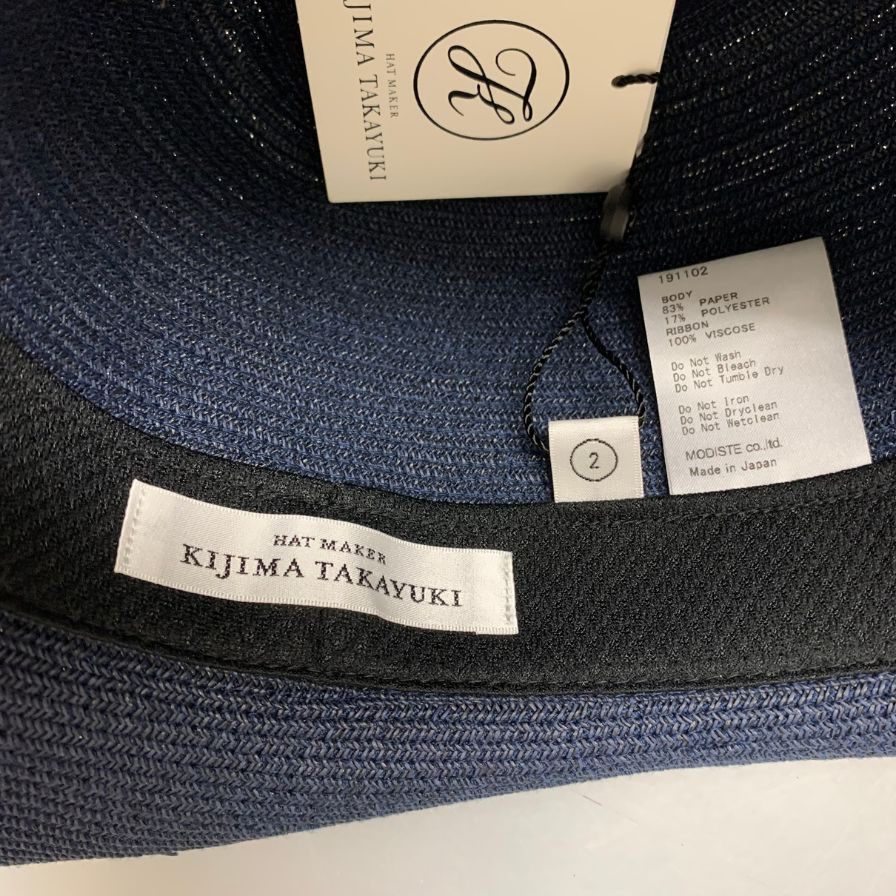 HAT MAKER
KIJIMA TAKAYUKI
K
191102
BODY
83% PAPER
17% POLYESTER
RIBBON
100% VISCOSE
Do Not Wash
Do Not Bleach
Do Not Tumble Dry
Do Not Iron
Do Not Dryclean
Do Not Wetclean
MODISTE co.,ltd.
Made in Japan
2
HAT MAKER
KIJIMA TAKAYUKI